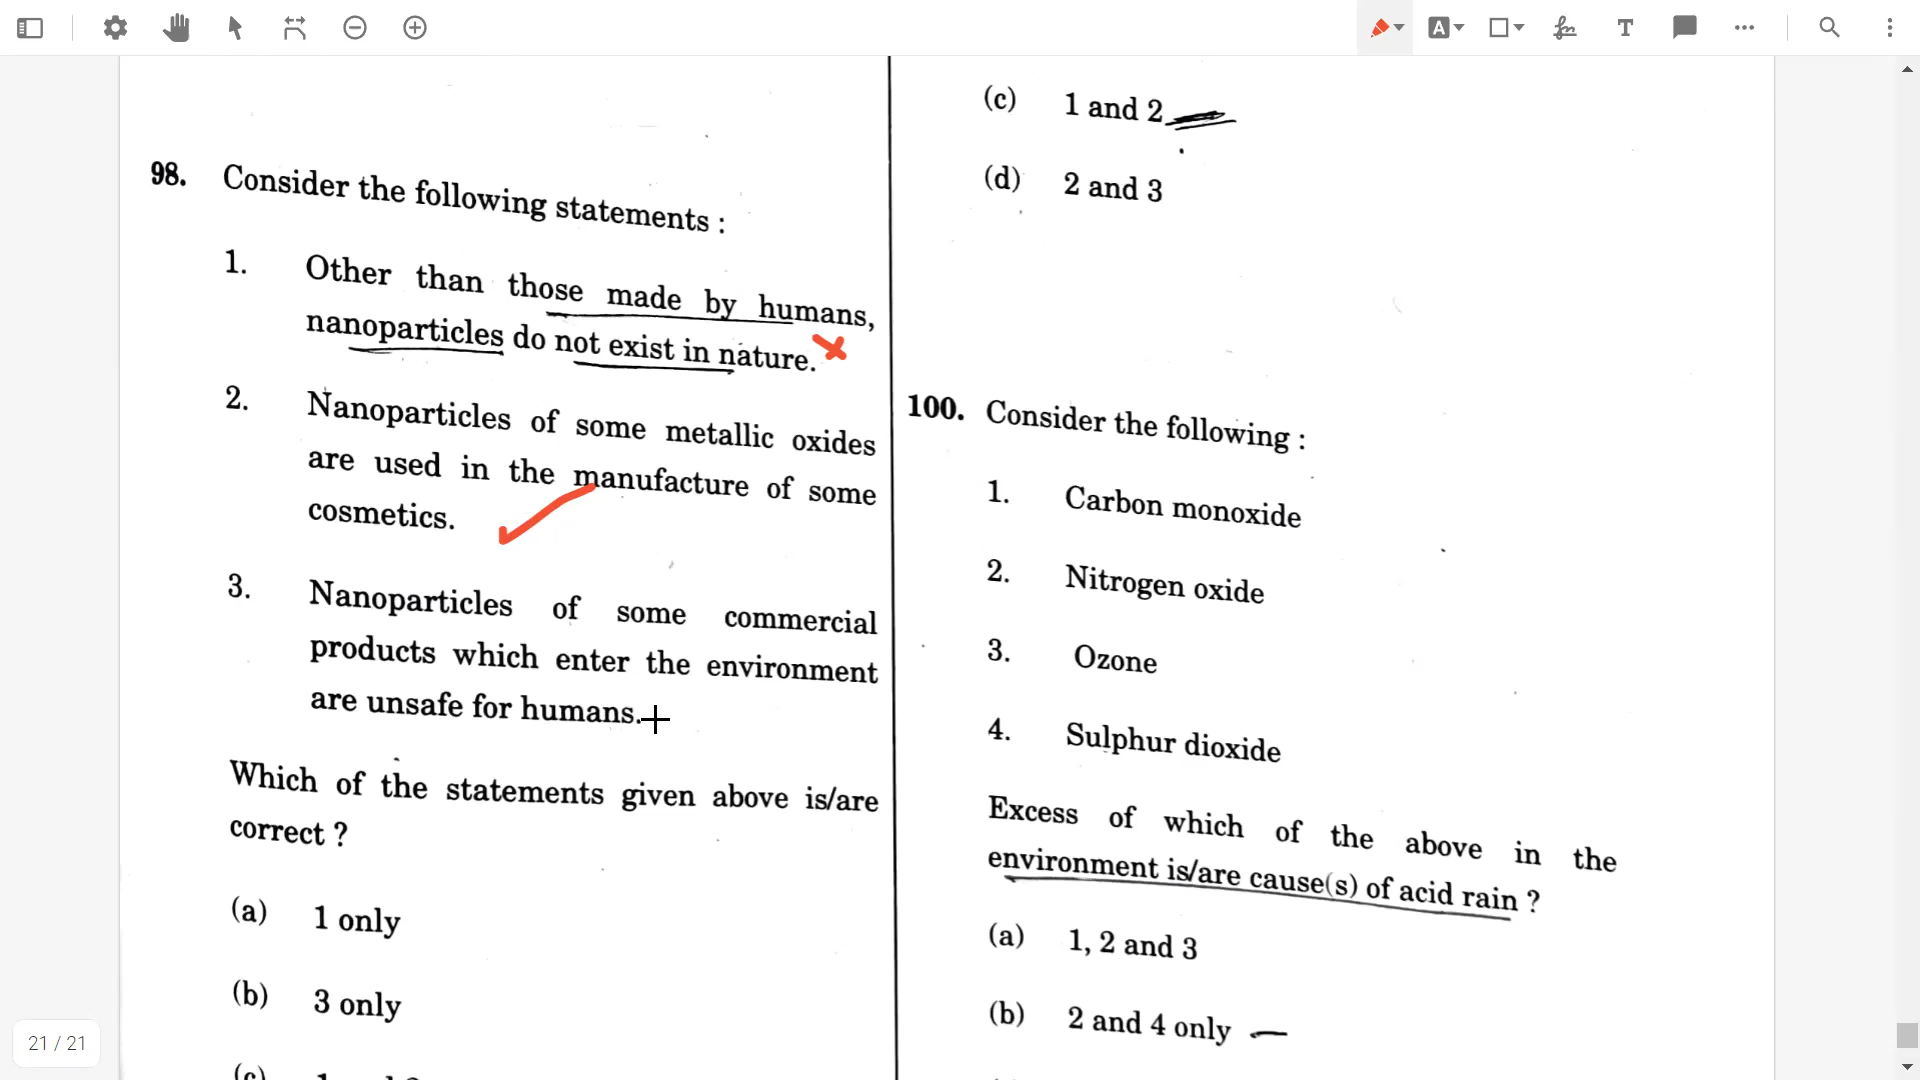 98. Consider the following statements :
1. Other than those made by humans,
nanoparticles do not exist in nature.
2. Nanoparticles of some metallic oxides
are used in the manufacture of some
cosmetics.
3. Nanoparticles of some commercial
products which enter the environment
are unsafe for humans.
Which of the statements given above is/are
correct ?
(a) 1 only
(b) 3 only
(c) 1 and 2
(d) 2 and 3
100. Consider the following :
1. Carbon monoxide
2. Nitrogen oxide
3. Ozone
4. Sulphur dioxide
Excess of which of the above in the
environment is/are cause(s) of acid rain ?
(a) 1, 2 and 3
(b) 2 and 4 only
21 / 21